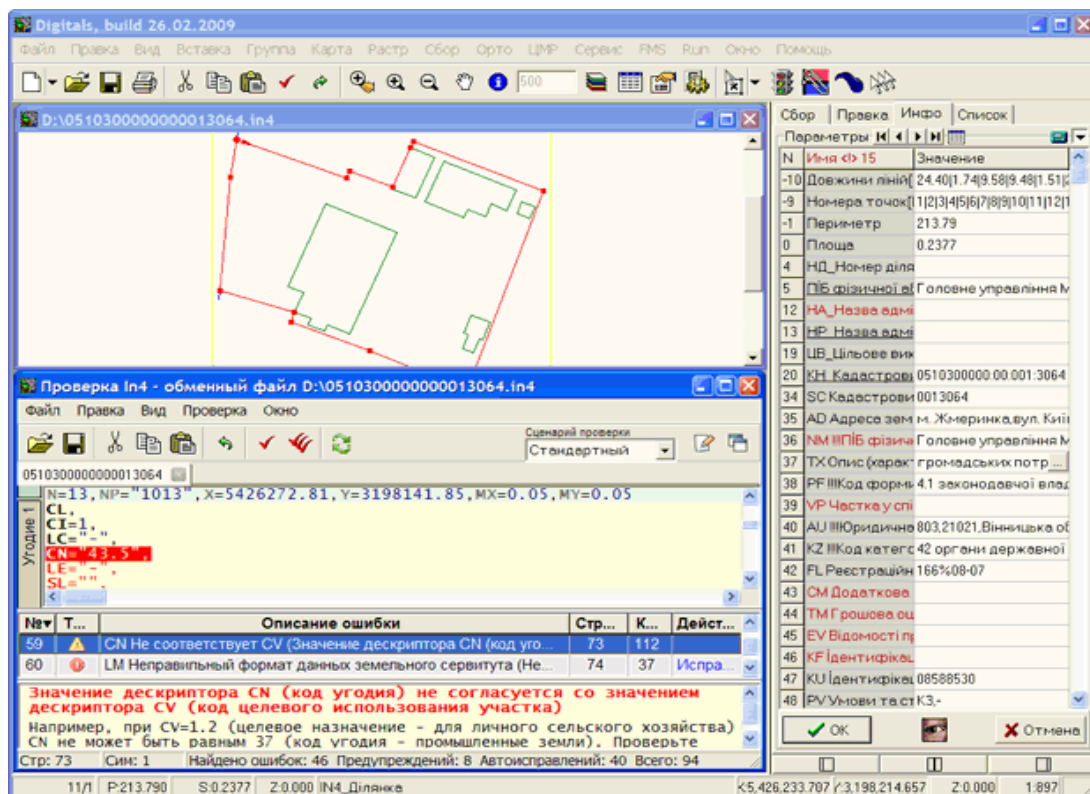 Digitals, build 26.02.2009
Файл Правка Вид Вставка Группа Карта Растр Сбор Орто ЦМР Сервис FMS Run Окно Помощь
500
D:\0510300000000013064.in4
Проверка In4 - обменный файл D:\0510300000000013064.in4
Файл Правка Вид Проверка Окно
Сценарий проверки
Стандартный
0510300000000013064
N=13,NP="1013",X=5426272.81,Y=3198141.85,MX=0.05,MY=0.05
Угодие 1
CL,
CI=1,
LC="-",
CN="43.5",
LE="-",
SL="".
№ Т... Описание ошибки Стр... К... Дейст...
59 CN Не соответствует CV (Значение дескриптора CN (код уго... 73 112
60 LM Неправильный формат данных земельного сервитута (Не... 74 37 Испра...
Значение дескриптора CN (код угодия) не согласуется со значением
дескриптора CV (код целевого использования участка)
Например, при CV=1.2 (целевое назначение - для личного сельского хозяйства)
CN не может быть равным 37 (код угодия - промышленные земли). Проверьте
Стр: 73 Сим: 1 Найдено ошибок: 46 Предупреждений: 8 Автоисправлений: 40 Всего: 94
Сбор Правка Инфо Список
Параметры
N Имя <I> 15 Значение
-10 Довжини ліній[ 24.40|1.74|9.58|9.48|1.51|
-9 Номера точок[ 1|2|3|4|5|6|7|8|9|10|11|12|1
-1 Периметр 213.79
0 Площа 0.2377
4 НД_Номер діля
5 ПІБ фізичної Головне управління М
12 НА_Назва адмі
13 НР_Назва адмі
19 ЦВ_Цільове вик
20 КН_Кадастрови 0510300000:00:001:3064
34 SC Кадастрови 0013064
35 AD Адреса зем м. Жмеринка,вул. Київ
36 NM !!!ПІБ фізичн Головне управління М
37 TX Опис (характ громадських потр ...
38 PF !!!Код форми 4.1 законодавчої влад
39 VP Частка у спі
40 AU !!!Юридична 803,21021,Вінницька об
41 KZ !!!Код катего 42 органи державної
42 FL Реєстраційн 166%08-07
43 CM Додаткова
44 TM Грошова оц
45 EV Відомості п
46 KF Ідентифікац
47 KU Ідентифікац 08588530
48 PV Умови та ст К3,-
OK Отмена
11/1 P:213.790 S:0.2377 Z:0.000 IN4_Ділянка X:5,426,233.707 Y:3,198,214.657 Z:0.000 1:897